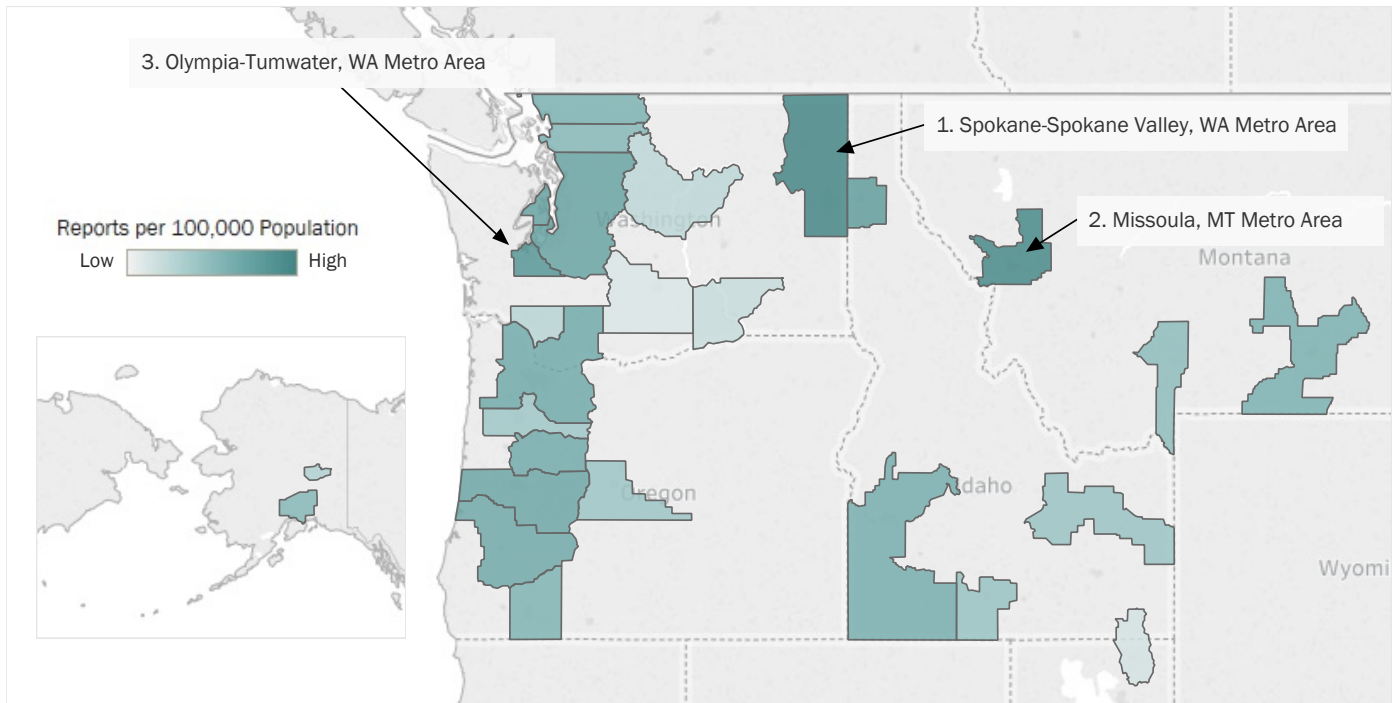 3. Olympia-Tumwater, WA Metro Area
1. Spokane-Spokane Valley, WA Metro Area
2. Missoula, MT Metro Area
Reports per 100,000 Population
Low
High
Washington
Montana
Oregon
Idaho
Wyomi